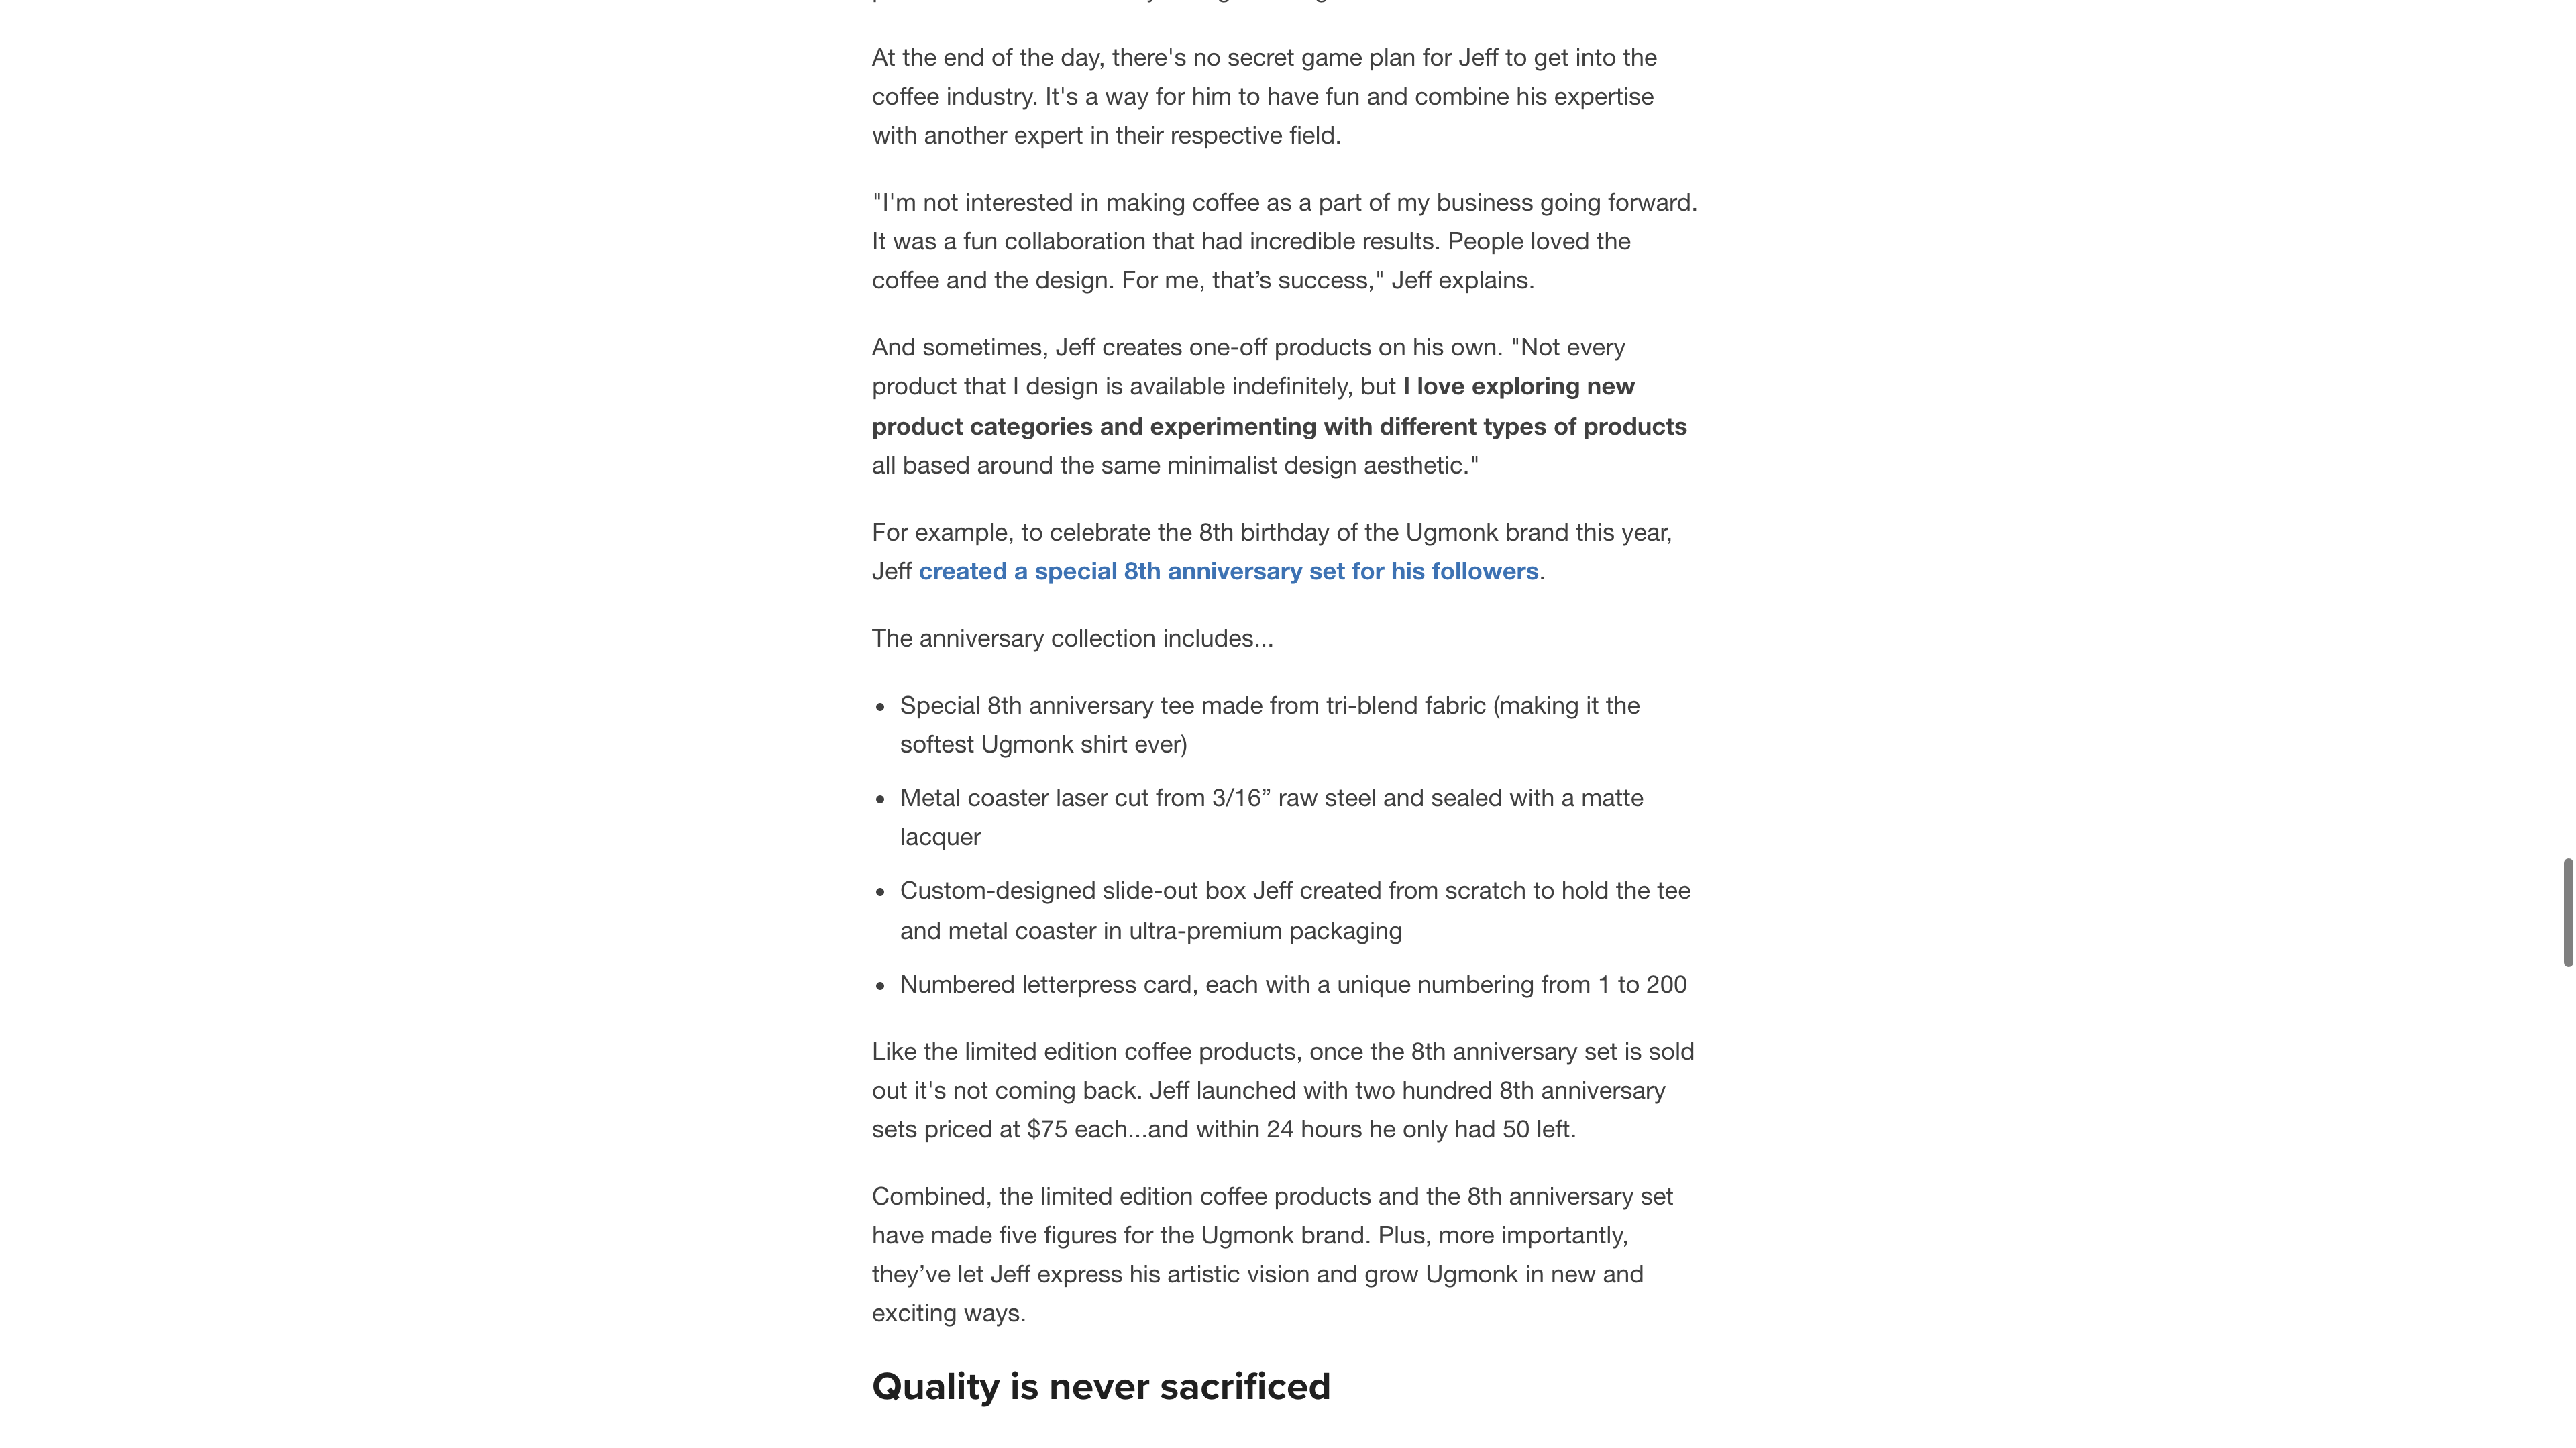 At the end of the day, there's no secret game plan for Jeff to get into the
coffee industry. It's a way for him to have fun and combine his expertise
with another expert in their respective field.
"I'm not interested in making coffee as a part of my business going forward.
It was a fun collaboration that had incredible results. People loved the
coffee and the design. For me, that’s success," Jeff explains.
And sometimes, Jeff creates one-off products on his own. "Not every
product that I design is available indefinitely, but I love exploring new
product categories and experimenting with different types of products
all based around the same minimalist design aesthetic."
For example, to celebrate the 8th birthday of the Ugmonk brand this year,
Jeff created a special 8th anniversary set for his followers.
The anniversary collection includes...
• Special 8th anniversary tee made from tri-blend fabric (making it the
softest Ugmonk shirt ever)
• Metal coaster laser cut from 3/16” raw steel and sealed with a matte
lacquer
• Custom-designed slide-out box Jeff created from scratch to hold the tee
and metal coaster in ultra-premium packaging
• Numbered letterpress card, each with a unique numbering from 1 to 200
Like the limited edition coffee products, once the 8th anniversary set is sold
out it's not coming back. Jeff launched with two hundred 8th anniversary
sets priced at $75 each...and within 24 hours he only had 50 left.
Combined, the limited edition coffee products and the 8th anniversary set
have made five figures for the Ugmonk brand. Plus, more importantly,
they’ve let Jeff express his artistic vision and grow Ugmonk in new and
exciting ways.
Quality is never sacrificed